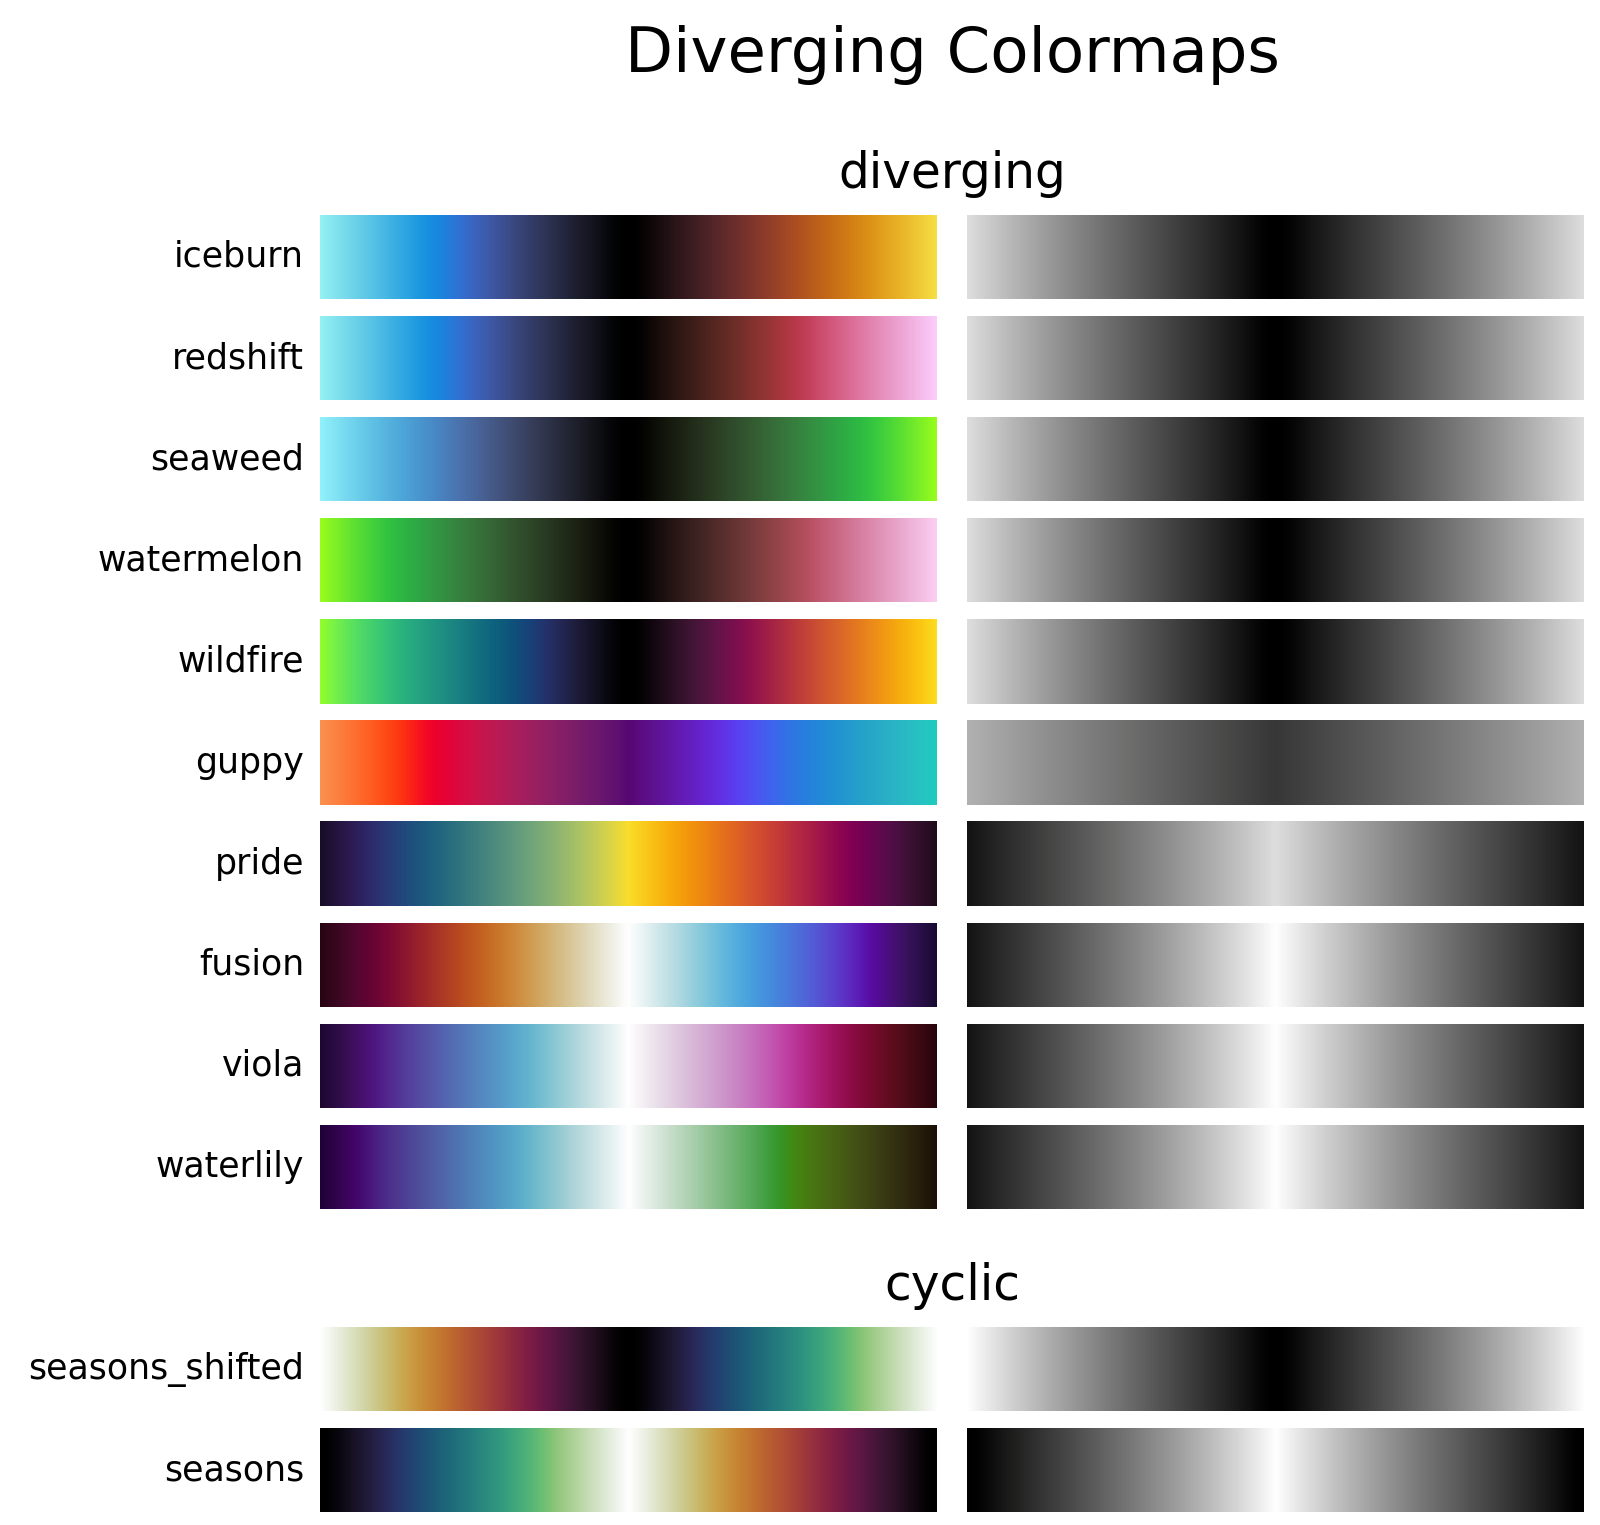 Diverging Colormaps
diverging
iceburn
redshift
seaweed
watermelon
wildfire
guppy
pride
fusion
viola
waterlily
cyclic
seasons_shifted
seasons